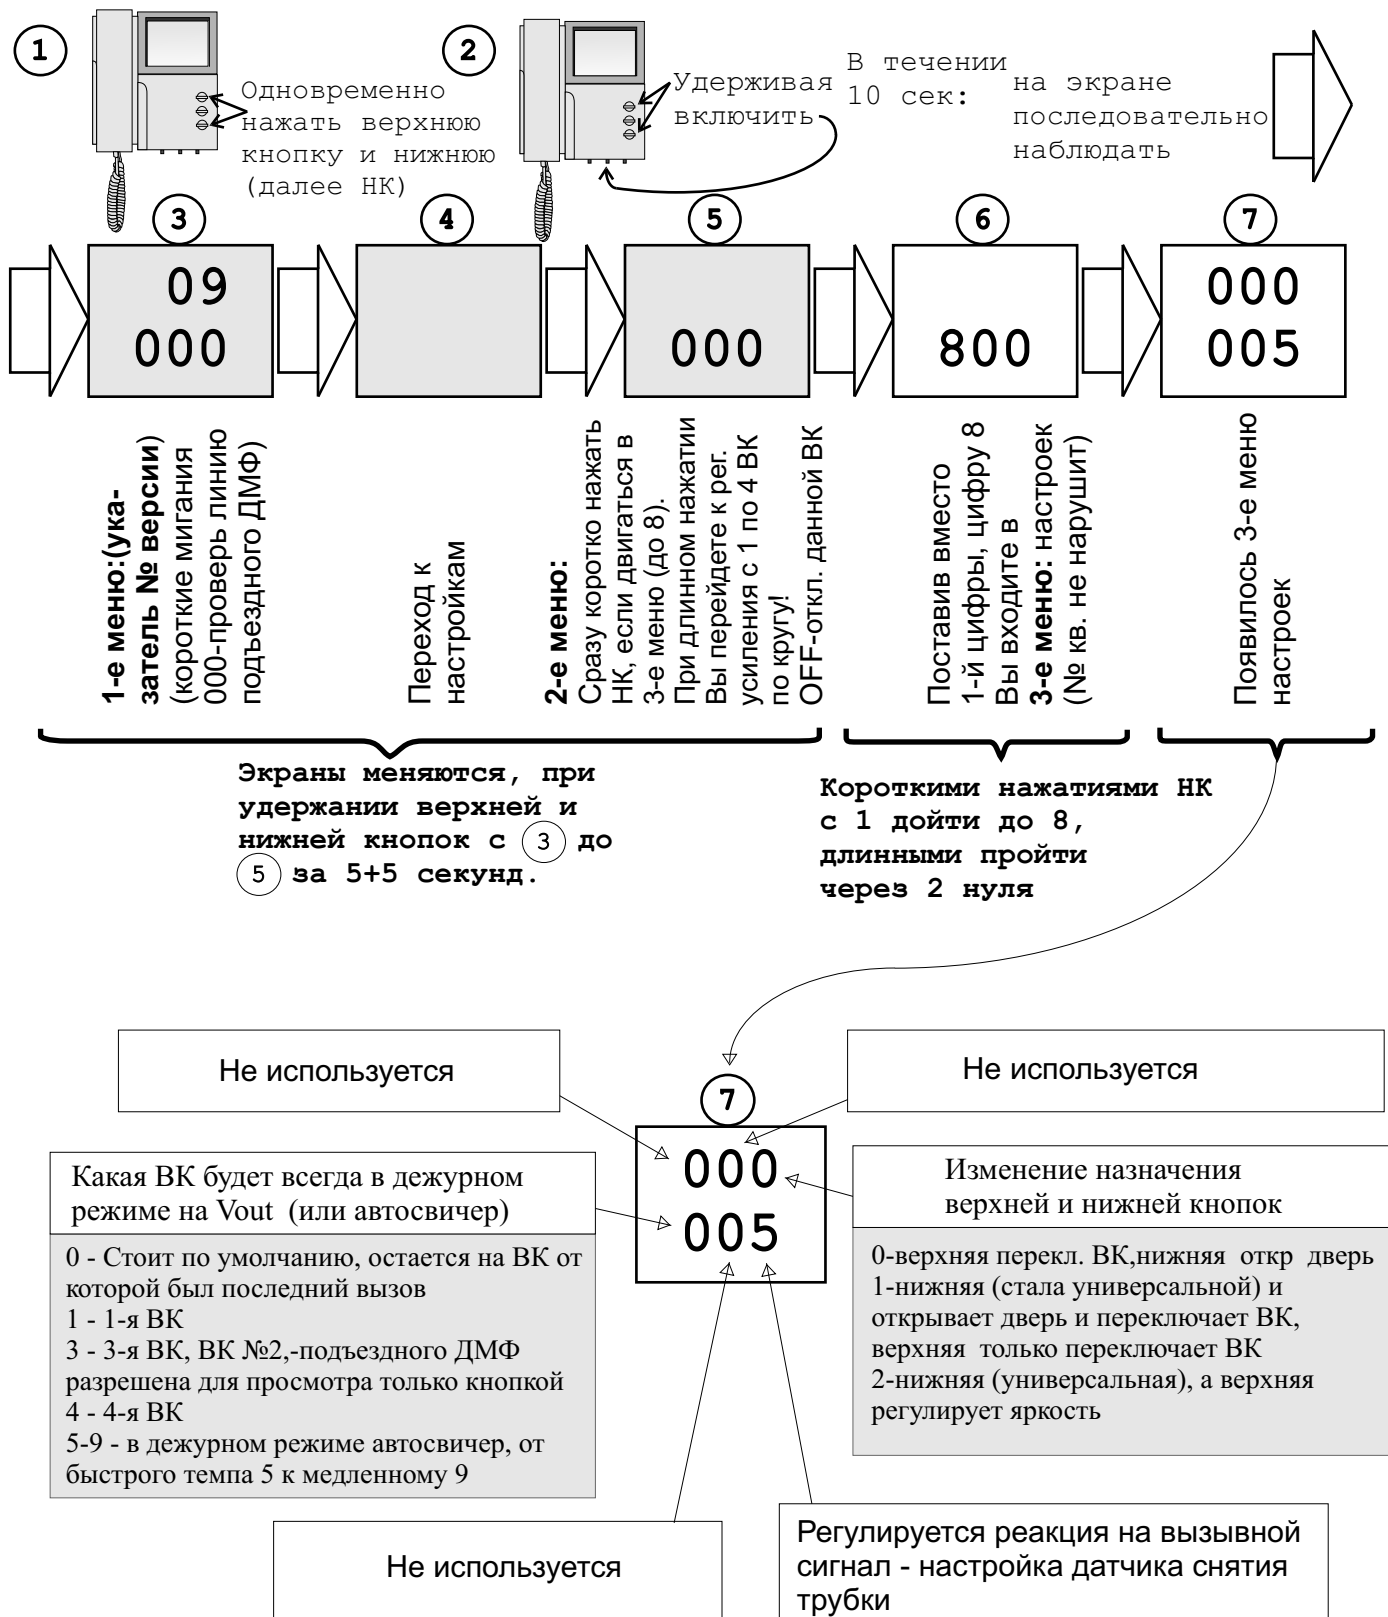 1
Одновременно
нажать верхнюю
кнопку и нижнюю
(далее НК)
2
Удерживая
включить
В течении
10 сек:
на экране
последовательно
наблюдать
3
09
000
4
5
000
6
800
7
000
005
1-е меню:(ука-
затель № версии)
(короткие мигания
000-проверь линию
подъездного ДМФ)
Переход к
настройкам
2-е меню:
Сразу коротко нажать
НК, если двигаться в
3-е меню (до 8).
При длинном нажатии
Вы перейдете к рег.
усиления с 1 по 4 ВК
по кругу!
OFF-откл. данной ВК
Поставив вместо
1-й цифры, цифру 8
Вы входите в
3-е меню: настроек
(№ кв. не нарушит)
Появилось 3-е меню
настроек
Экраны меняются, при
удержании верхней и
нижней кнопок с 3 до
5 за 5+5 секунд.
Короткими нажатиями НК
с 1 дойти до 8,
длинными пройти
через 2 нуля
Не используется
Не используется
7
000
005
Какая ВК будет всегда в дежурном
режиме на Vout (или автосвичер)
0 - Стоит по умолчанию, остается на ВК от
которой был последний вызов
1 - 1-я ВК
3 - 3-я ВК, ВК №2,-подъездного ДМФ
разрешена для просмотра только кнопкой
4 - 4-я ВК
5-9 - в дежурном режиме автосвичер, от
быстрого темпа 5 к медленному 9
Изменение назначения
верхней и нижней кнопок
0-верхняя перекл. ВК,нижняя откр дверь
1-нижняя (стала универсальной) и
открывает дверь и переключает ВК,
верхняя только переключает ВК
2-нижняя (универсальная), а верхняя
регулирует яркость
Не используется
Регулируется реакция на вызывной
сигнал - настройка датчика снятия
трубки